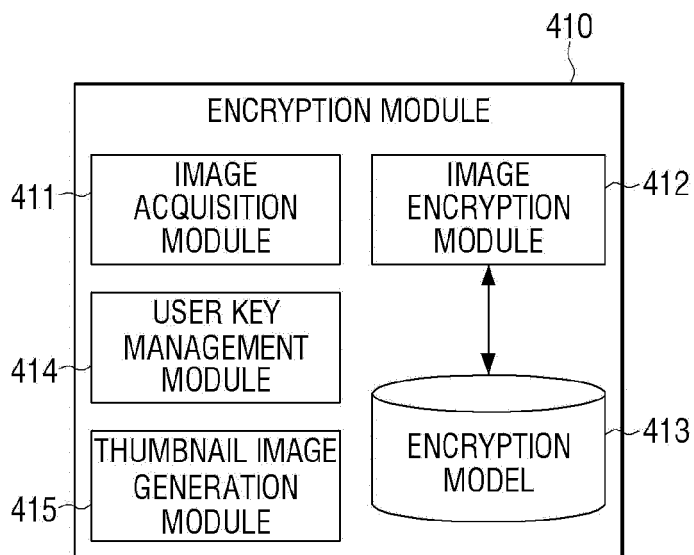 410
ENCRYPTION MODULE
411
IMAGE
ACQUISITION
MODULE
IMAGE
ENCRYPTION
MODULE
412
414
USER KEY
MANAGEMENT
MODULE
415
THUMBNAIL IMAGE
GENERATION
MODULE
ENCRYPTION
MODEL
413